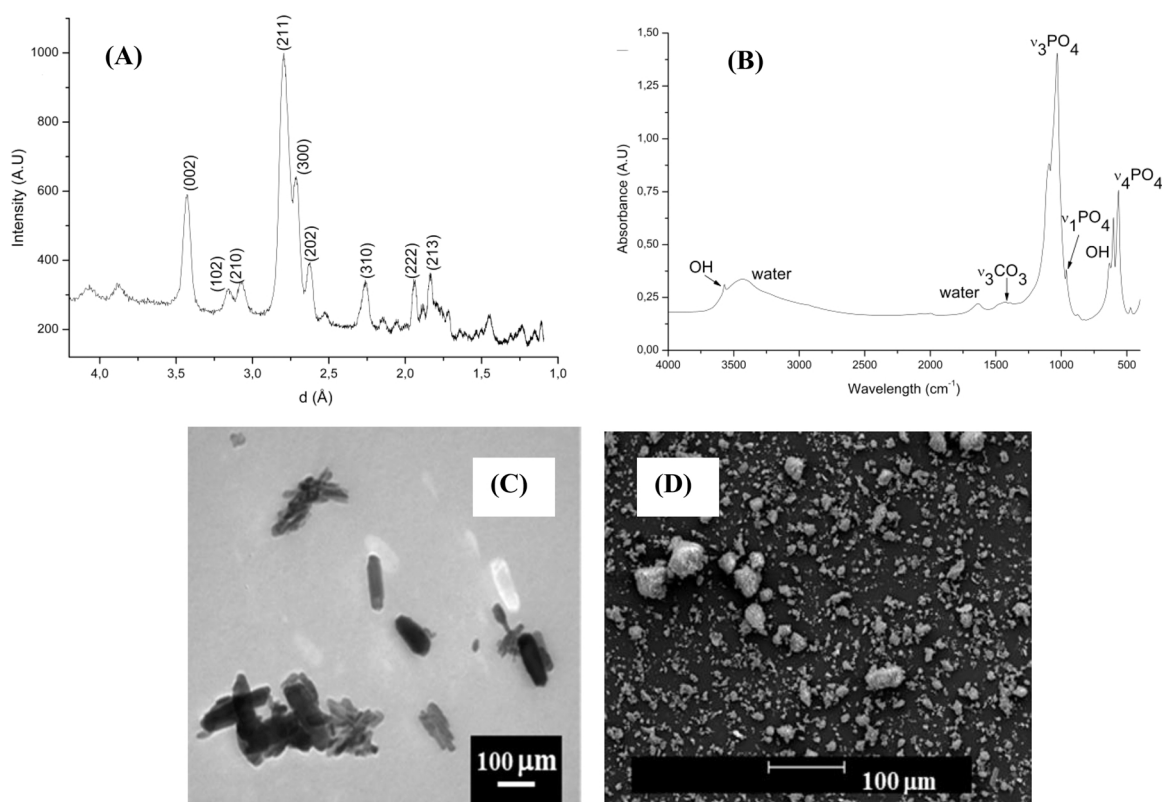 (A)
Intensity (A.U)
1000
800
600
400
200
(002)
(102)
(210)
(211)
(300)
(202)
(310)
(222)
(213)
4,0
3,5
3,0
2,5
2,0
1,5
1,0
d (Å)
(B)
Absorbance (A.U)
1,50
1,25
1,00
0,75
0,50
0,25
0,00
OH
water
water
ν3CO3
ν3PO4
ν1PO4
OH
ν4PO4
4000
3500
3000
2500
2000
1500
1000
500
Wavelength (cm-1)
(C)
100 µm
(D)
100 µm